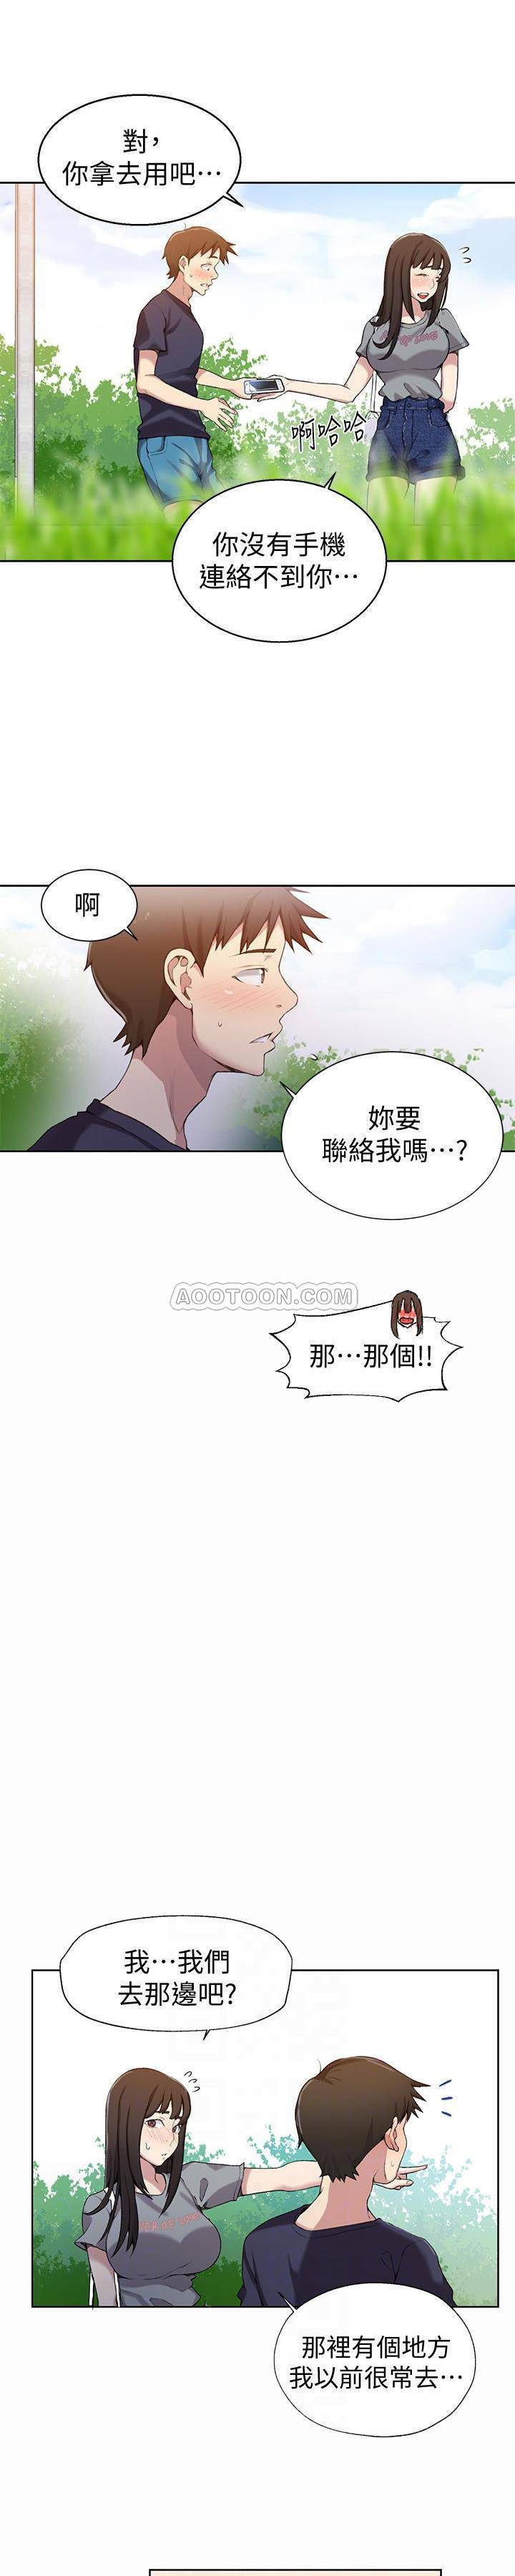 對,
你拿去用吧…
啊哈哈
你沒有手機
連絡不到你…
啊
妳要
聯絡我嗎…?
AOOTOON.COM
那…那個!!
我…我們
去那邊吧?
那裡有個地方
我以前很常去…